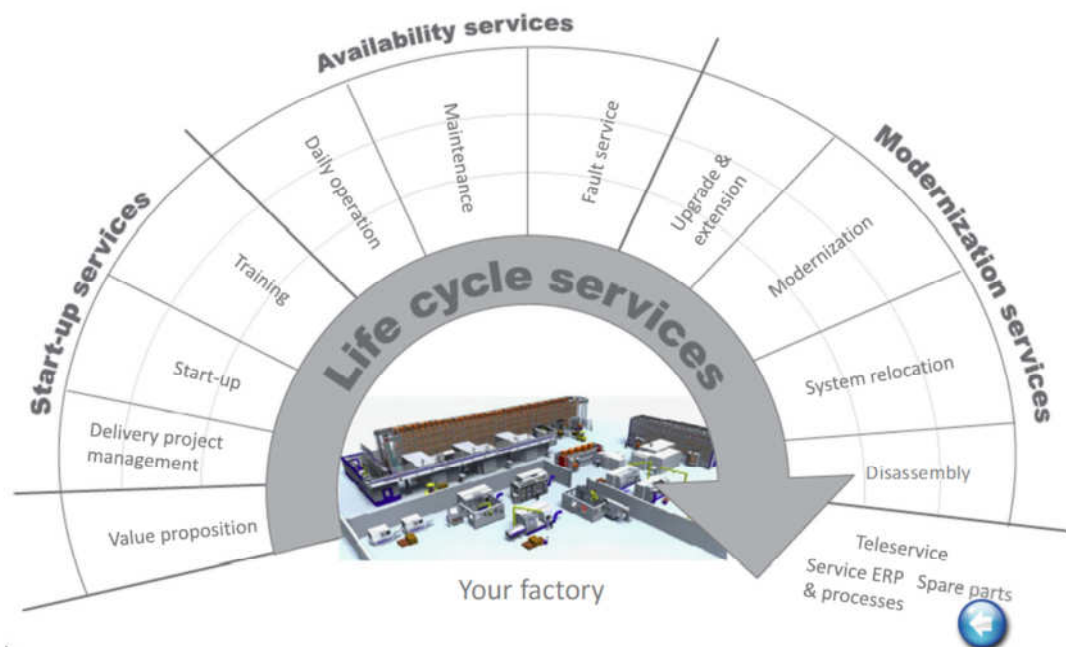 Availability services
Start-up services
Modernization services
Value proposition
Delivery project
management
Start-up
Training
Daily operation
Maintenance
Fault service
Upgrade &
extension
Modernization
System relocation
Disassembly
Life cycle services
Teleservice
Service ERP
& processes
Spare parts
Your factory